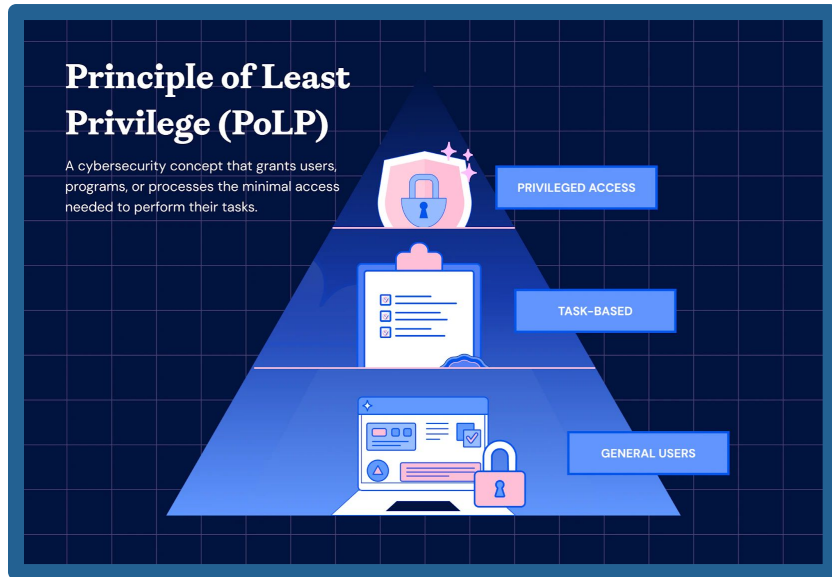 Principle of Least
Privilege (PoLP)
A cybersecurity concept that grants users,
programs, or processes the minimal access
needed to perform their tasks.
PRIVILEGED ACCESS
TASK-BASED
GENERAL USERS